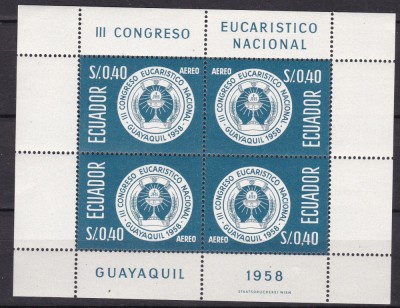 III CONGRESO EUCARISTICO
NACIONAL
S/.0,40 AEREO
ECUADOR
III CONGRESO EUCARISTICO NACIONAL
· GUAYAQUIL 1958 ·
AEREO S/.0,40
ECUADOR
III CONGRESO EUCARISTICO NACIONAL
· GUAYAQUIL 1958 ·
ECUADOR
S/.0,40 AEREO
III CONGRESO EUCARISTICO NACIONAL
· GUAYAQUIL 1958 ·
ECUADOR
AEREO S/.0,40
III CONGRESO EUCARISTICO NACIONAL
· GUAYAQUIL 1958 ·
GUAYAQUIL 1958
STAATSDRUCKEREI WIEN